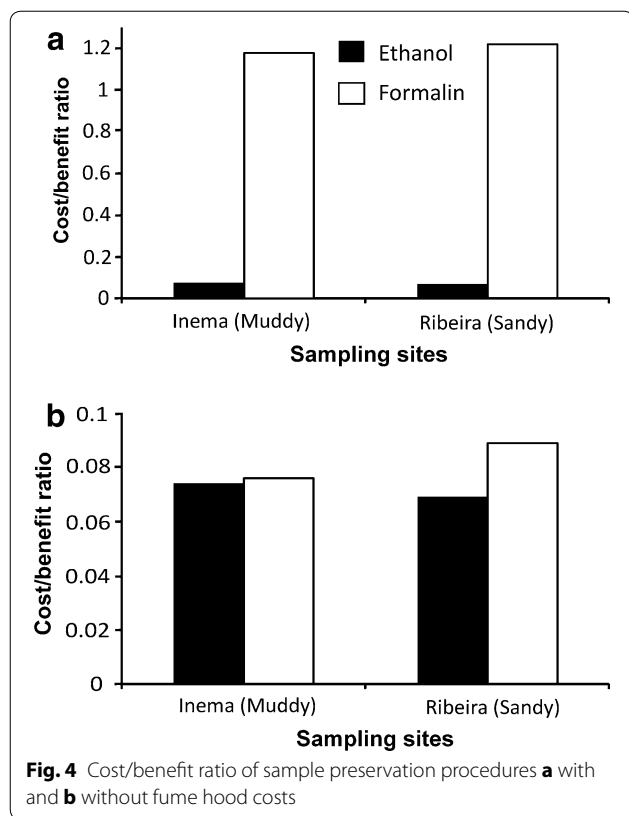 a
1.2
1
0.8
0.6
0.4
0.2
0
Cost/benefit ratio
Ethanol
Formalin
Inema (Muddy)
Ribeira (Sandy)
Sampling sites
b
0.1
0.08
0.06
0.04
0.02
0
Cost/benefit ratio
Inema (Muddy)
Ribeira (Sandy)
Sampling sites
Fig. 4 Cost/benefit ratio of sample preservation procedures a with
and b without fume hood costs